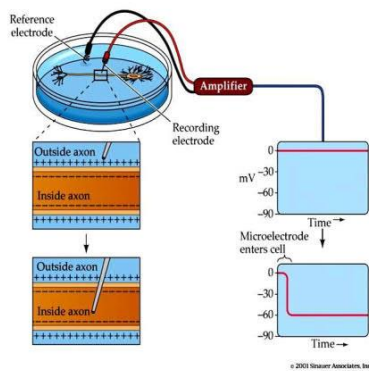 Reference
electrode
Amplifier
Recording
electrode
Outside axon
+++++++++++++++
Inside axon
Outside axon
Inside axon
0
mV -30
-60
-90
Time →
Microelectrode
enters cell
0
-30
-60
-90
Time →
© 2001 Sinauer Associates, Inc